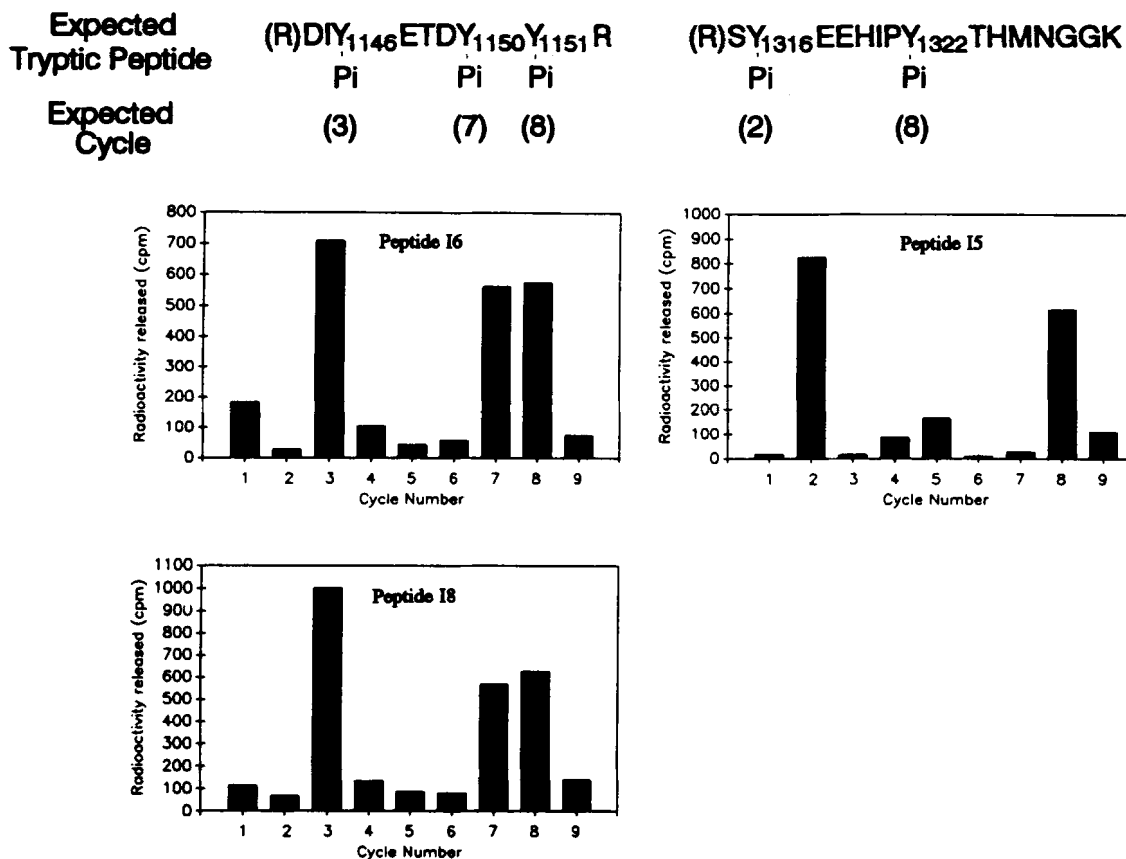 Expected Tryptic Peptide
(R)DIY1146ETDY1150Y1151R
(R)SY1316EEHIPY1322THMNGGK
Pi Pi Pi
Pi Pi
Expected Cycle
(3) (7) (8)
(2) (8)
Peptide I6
Radioactivity released (cpm)
800
700
600
500
400
300
200
100
0
1 2 3 4 5 6 7 8 9
Cycle Number
Peptide I5
Radioactivity released (cpm)
1000
900
800
700
600
500
400
300
200
100
0
1 2 3 4 5 6 7 8 9
Cycle Number
Peptide I8
Radioactivity released (cpm)
1100
1000
900
800
700
600
500
400
300
200
100
0
1 2 3 4 5 6 7 8 9
Cycle Number